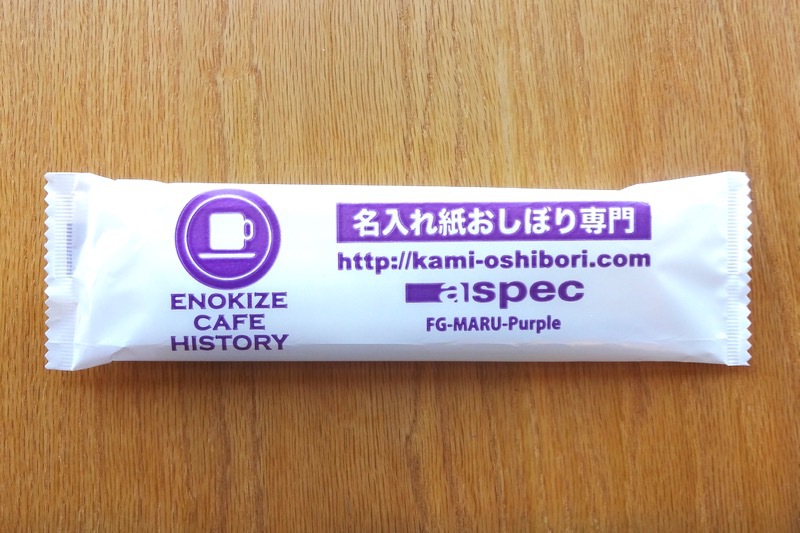 ENOKIZE
CAFE
HISTORY
名入れ紙おしぼり専門
http://kami-oshibori.com
aspec
FG-MARU-Purple